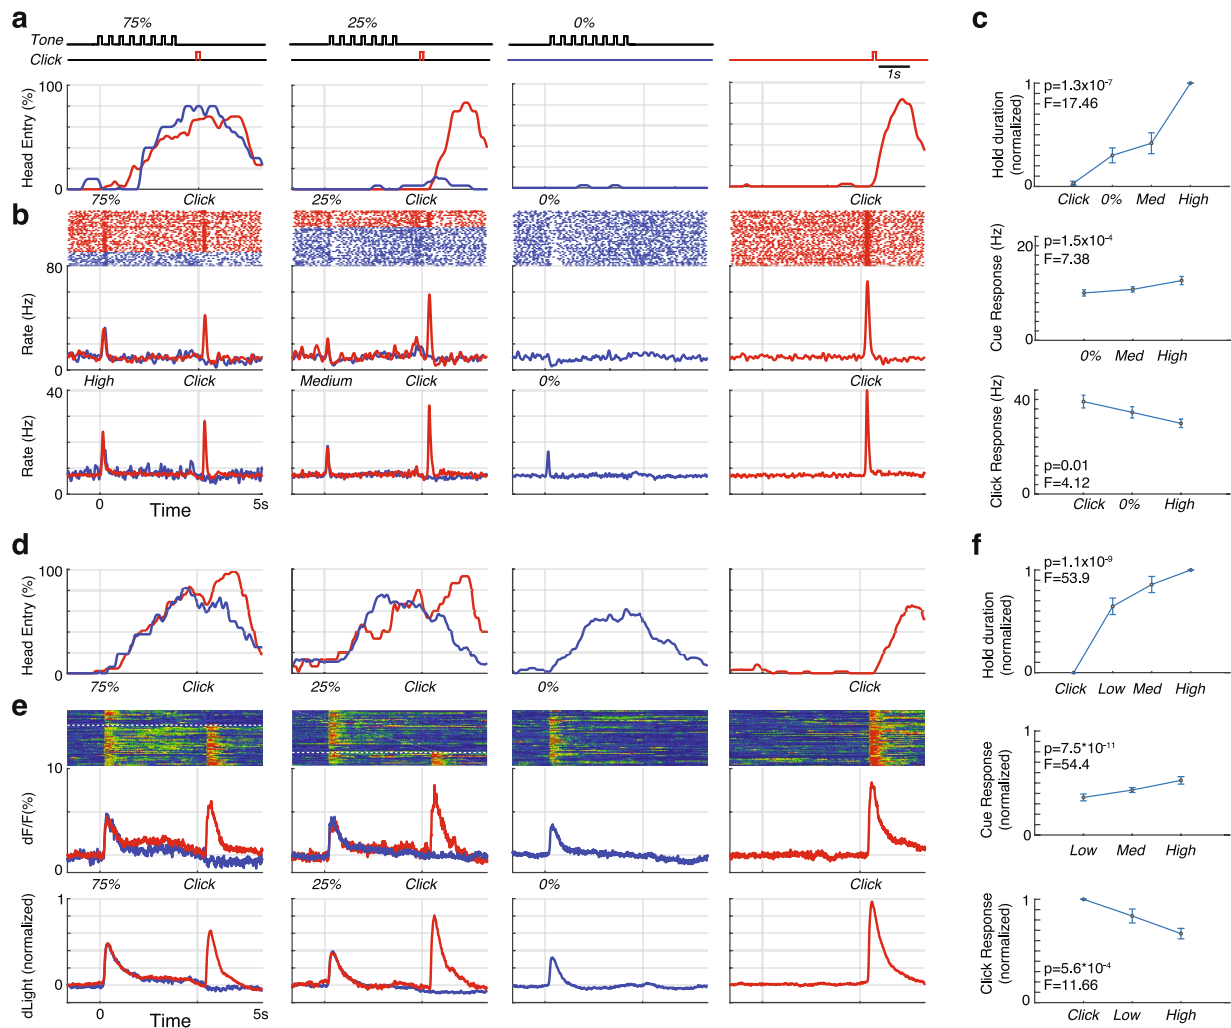 a
75%
25%
0%
c
Tone
Click
1s
100
Head Entry (%)
0
75%
Click
25%
Click
0%
Click
1
Hold duration
(normalized)
0
p=1.3x10-7
F=17.46
Click 0% Med High
b
80
Rate (Hz)
0
High
Click
Medium
Click
0%
Click
20
Cue Response (Hz)
0
p=1.5x10-4
F=7.38
0% Med High
40
Rate (Hz)
0
0
Time
5s
40
Click Response (Hz)
0
p=0.01
F=4.12
Click 0% High
d
100
Head Entry (%)
0
75%
Click
25%
Click
0%
Click
f
1
Hold duration
(normalized)
0
p=1.1x10-9
F=53.9
Click Low Med High
e
10
dF/F(%)
0
75%
Click
25%
Click
0%
Click
1
Cue Response
(normalized)
0
p=7.5*10-11
F=54.4
Low Med High
1
dLight (normalized)
0
0
Time
5s
1
Click Response
(normalized)
0
p=5.6*10-4
F=11.66
Click Low High